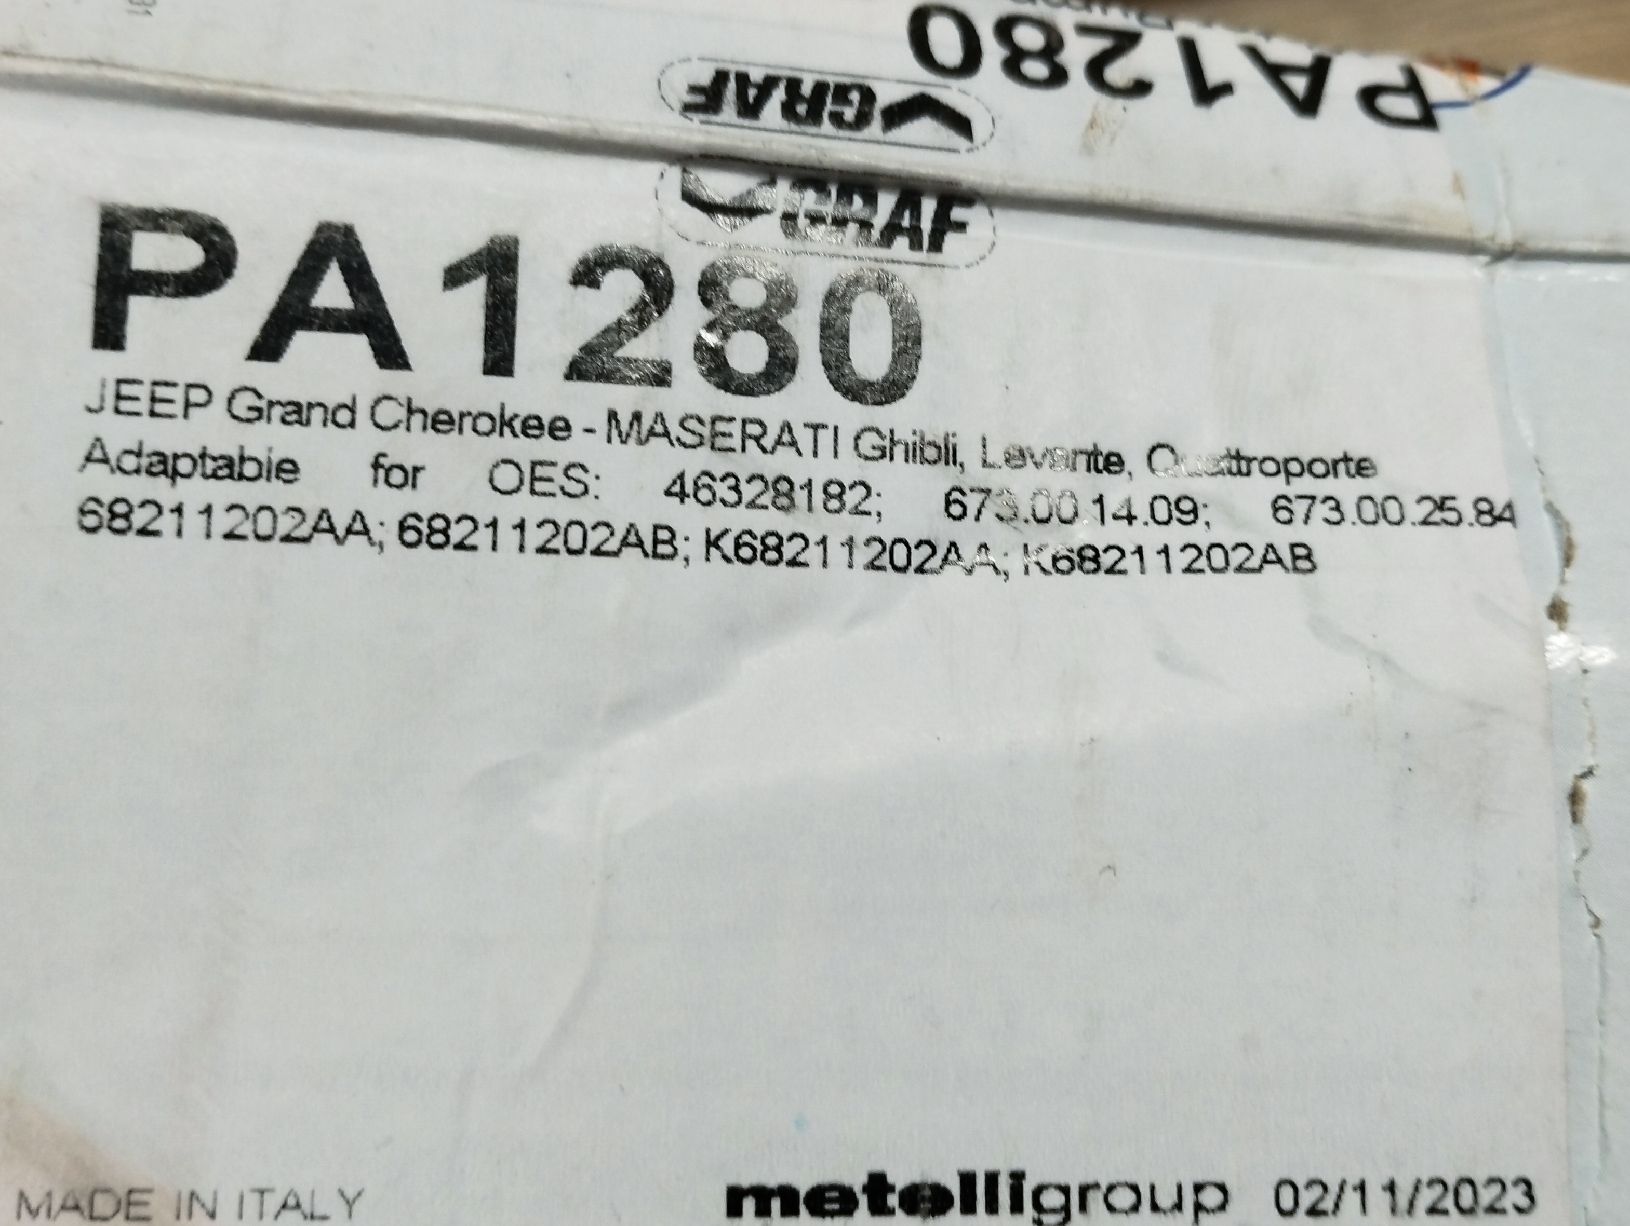 PA1280
GRAF
GRAF
PA1280
JEEP Grand Cherokee - MASERATI Ghibli, Levante, Quattroporte
Adaptable for OES: 46328182; 673.00.14.09; 673.00.25.84
68211202AA; 68211202AB; K68211202AA; K68211202AB
MADE IN ITALY
metelligroup 02/11/2023